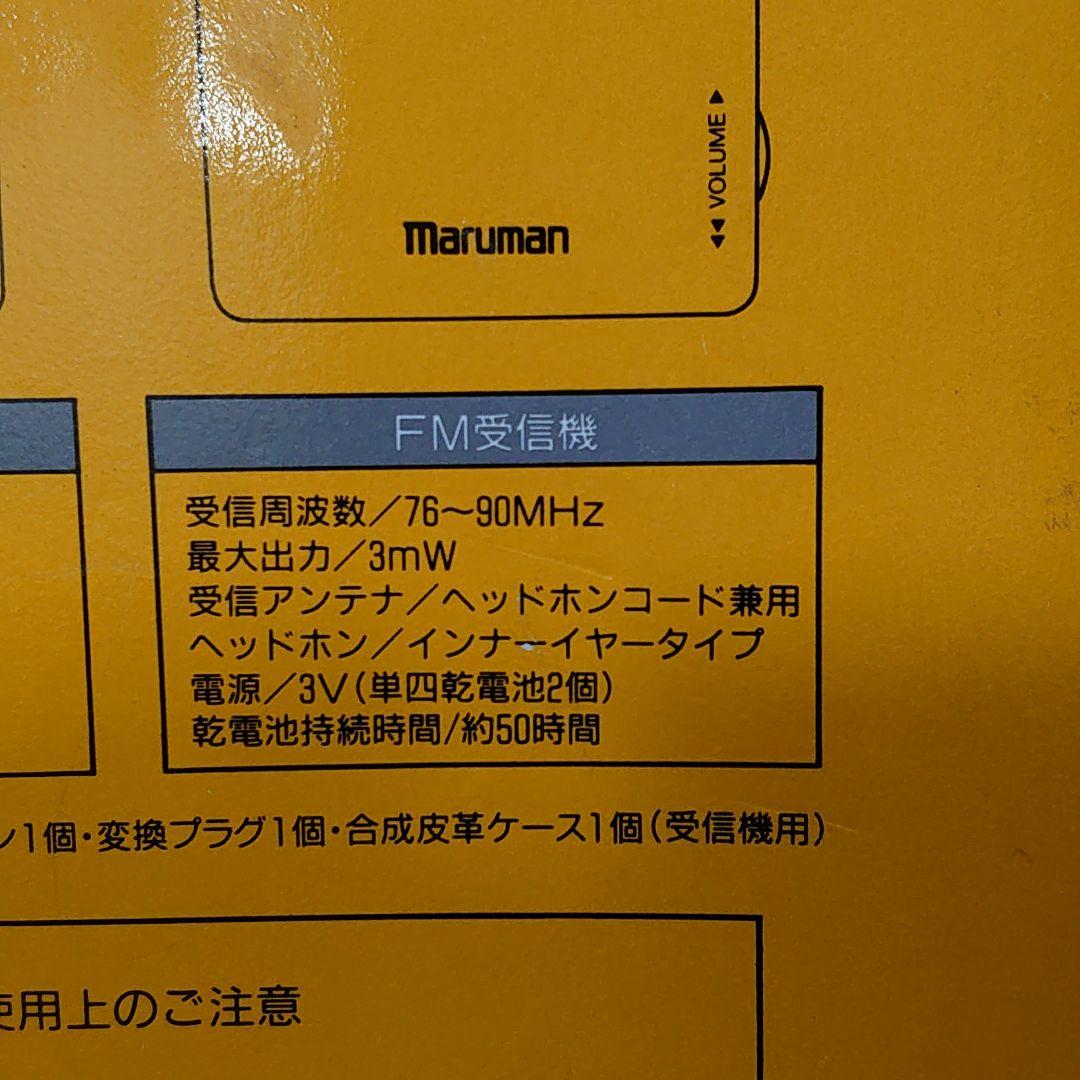 ◀◀ VOLUME ▶
maruman
FM受信機
受信周波数/76〜90MHz
最大出力/3mW
受信アンテナ/ヘッドホンコード兼用
ヘッドホン/インナーイヤータイプ
電源/3V(単四乾電池2個)
乾電池持続時間/約50時間
ン1個・変換プラグ1個・合成皮革ケース1個(受信機用)
使用上のご注意